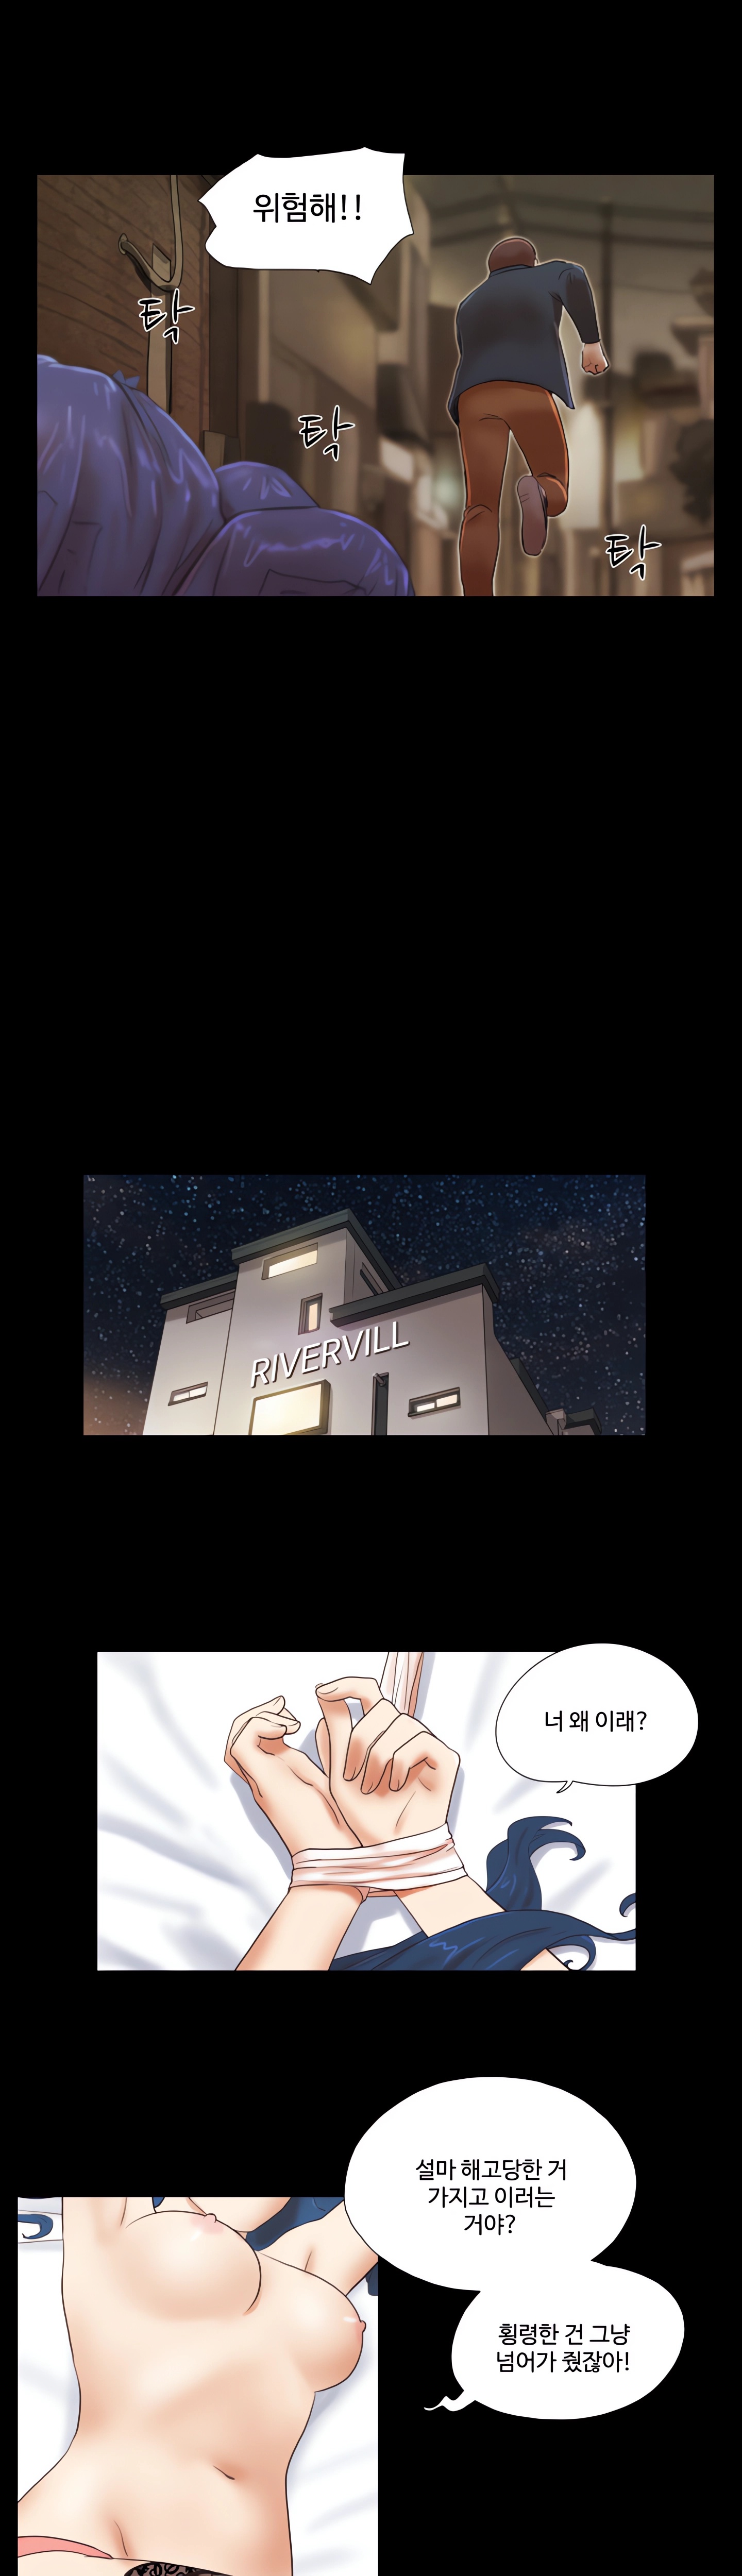 위험해!!
탁
탁
탁
RIVERVILL
너 왜 이래?
설마 해고당한 거
가지고 이러는
거야?
횡령한 건 그냥
넘어가 줬잖아!